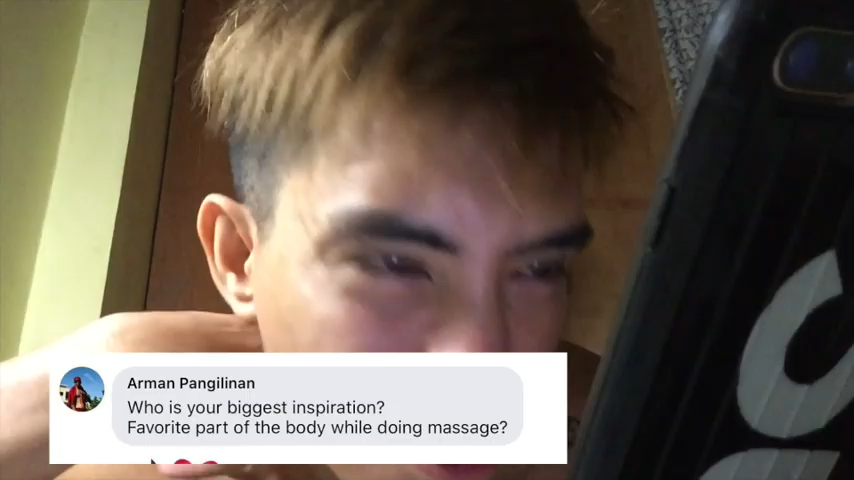 Arman Pangilinan
Who is your biggest inspiration?
Favorite part of the body while doing massage?